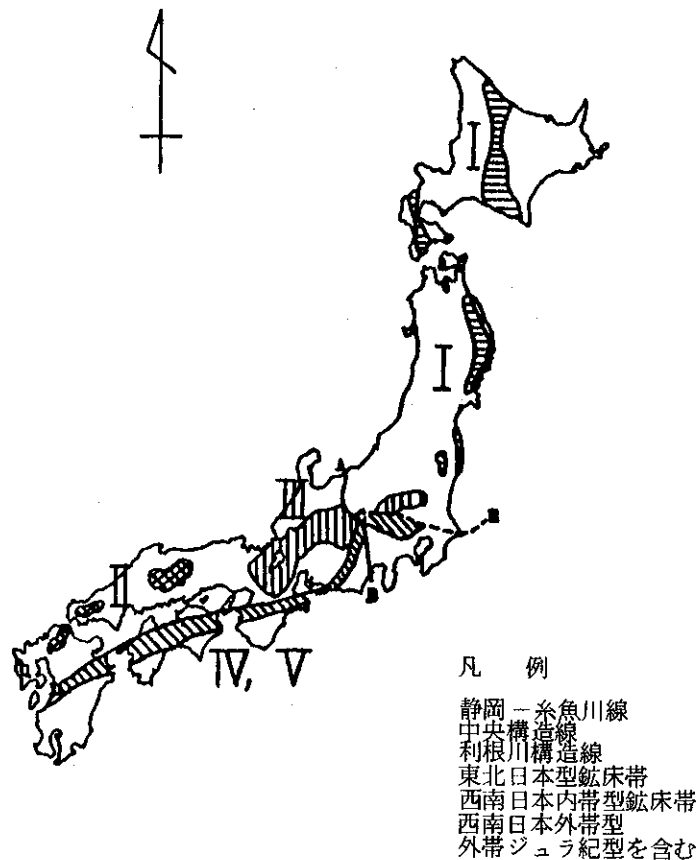 I
I
A
III
B
II
IV, V
凡 例
静岡－糸魚川線
中央構造線
利根川構造線
東北日本型鉱床帯
西南日本内帯型鉱床帯
西南日本外帯型
外帯ジュラ紀型を含む